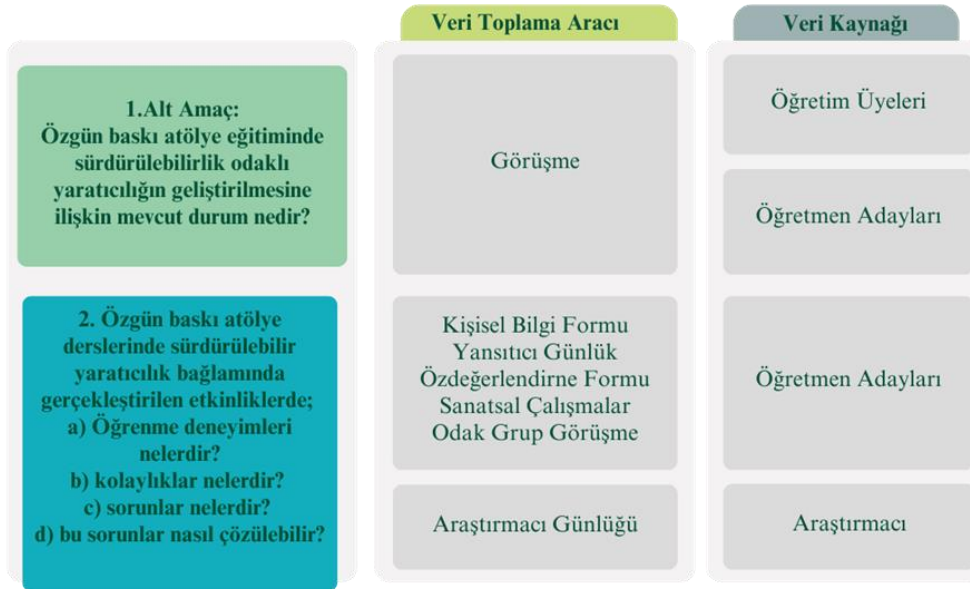 Veri Toplama Aracı
Veri Kaynağı
1.Alt Amaç:
Özgün baskı atölye eğitiminde
sürdürülebilirlik odaklı
yaratıcılığın geliştirilmesine
ilişkin mevcut durum nedir?
Görüşme
Öğretim Üyeleri
Öğretmen Adayları
2. Özgün baskı atölye
derslerinde sürdürülebilir
yaratıcılık bağlamında
gerçekleştirilen etkinliklerde;
a) Öğrenme deneyimleri
nelerdir?
b) kolaylıklar nelerdir?
c) sorunlar nelerdir?
d) bu sorunlar nasıl çözülebilir?
Kişisel Bilgi Formu
Yansıtıcı Günlük
Özdeğerlendirne Formu
Sanatsal Çalışmalar
Odak Grup Görüşme
Öğretmen Adayları
Araştırmacı Günlüğü
Araştırmacı